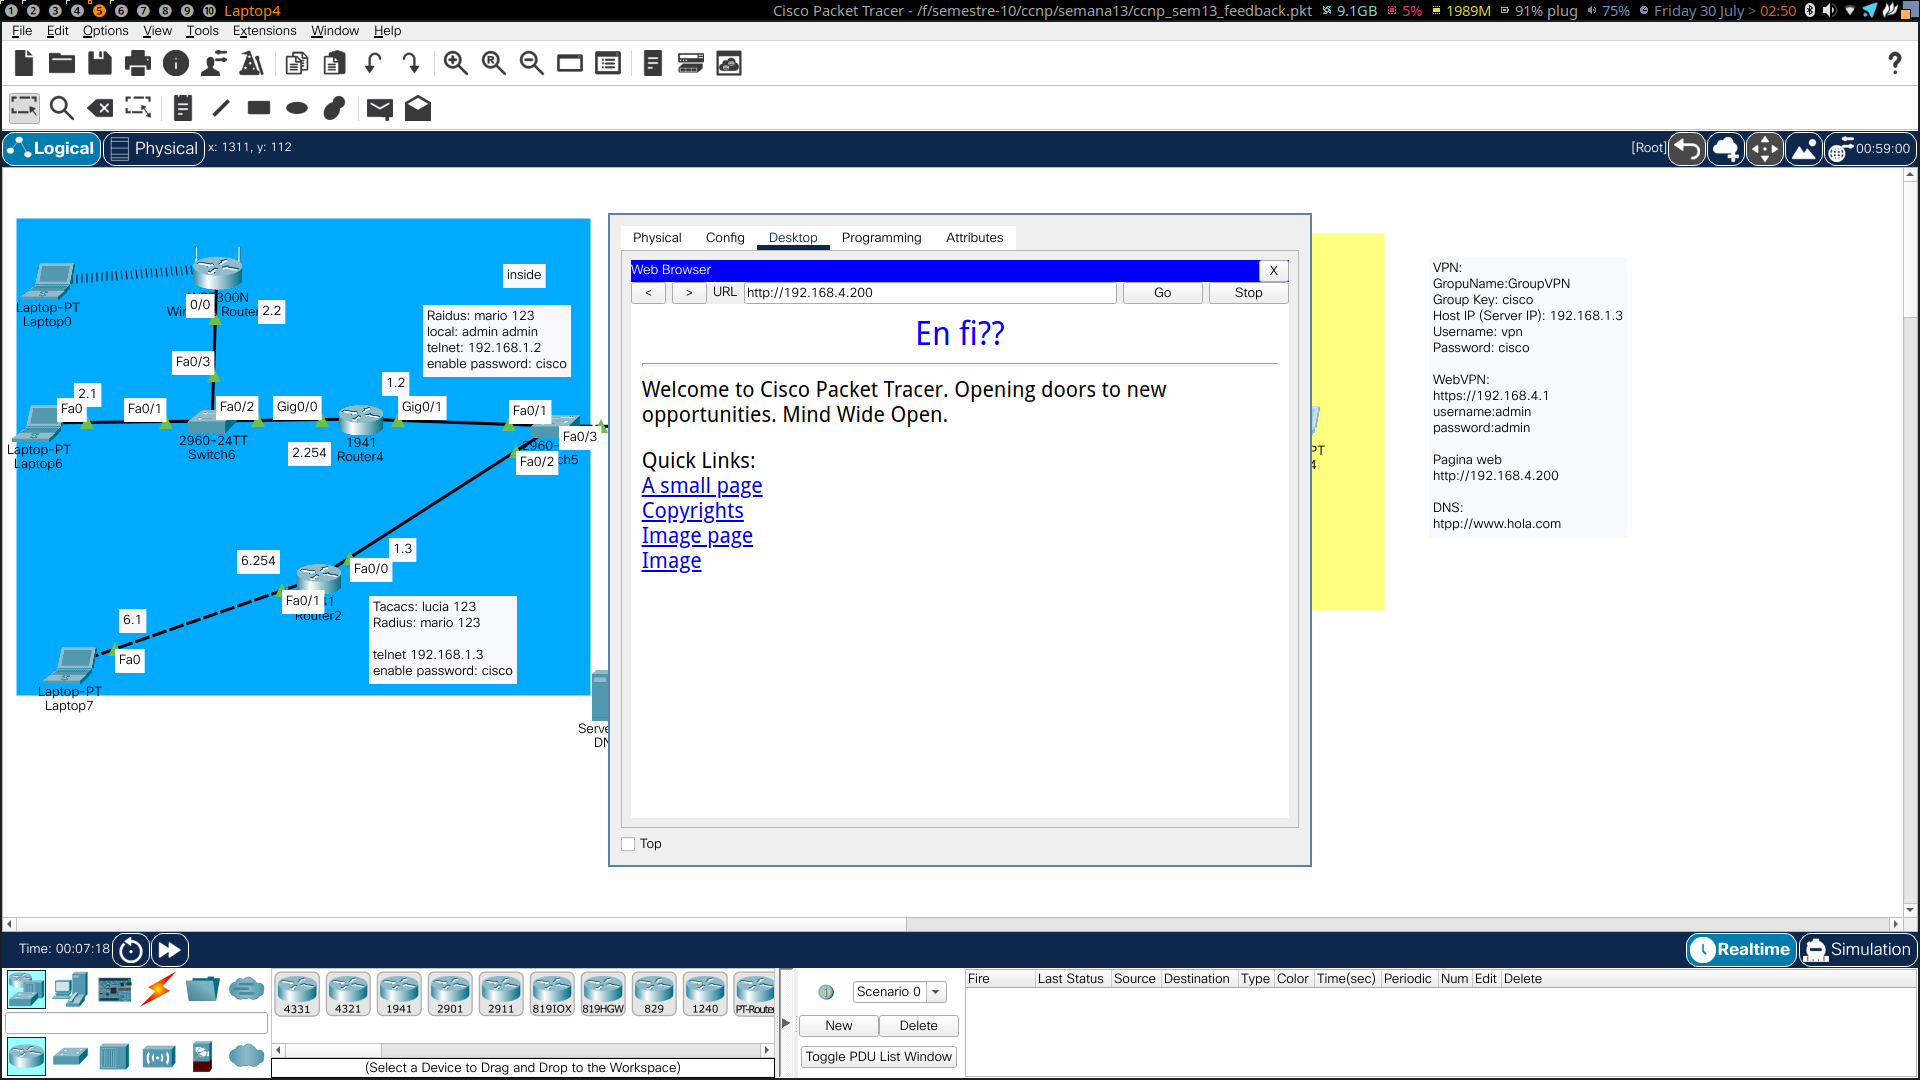 1 2 3 4 5 6 7 8 9 10 Laptop4
Cisco Packet Tracer - /f/semestre-10/ccnp/semana13/ccnp_sem13_feedback.pkt 9.1GB 5% 1989M 91% plug 75% Friday 30 July > 02:50
File Edit Options View Tools Extensions Window Help
?
Logical Physical x: 1311, y: 112
[Root] 00:59:00
Laptop-PT
Laptop0
300N
Router
0/0
2.2
inside
Raidus: mario 123
local: admin admin
telnet: 192.168.1.2
enable password: cisco
Fa0/3
1.2
2.1
Fa0
Fa0/1
Fa0/2
Gig0/0
Gig0/1
Fa0/1
Fa0/3
Laptop-PT
Laptop6
2960-24TT
Switch6
2.254
1941
Router4
2960-
Fa0/2
6.254
1.3
Fa0/0
Fa0/1
Router2
6.1
Fa0
Laptop-PT
Laptop7
Tacacs: lucia 123
Radius: mario 123
telnet 192.168.1.3
enable password: cisco
Physical Config Desktop Programming Attributes
Web Browser X
< > URL http://192.168.4.200 Go Stop
En fi??
Welcome to Cisco Packet Tracer. Opening doors to new
opportunities. Mind Wide Open.
Quick Links:
A small page
Copyrights
Image page
Image
Top
VPN:
GropuName:GroupVPN
Group Key: cisco
Host IP (Server IP): 192.168.1.3
Username: vpn
Password: cisco
WebVPN:
https://192.168.4.1
username:admin
password:admin
Pagina web
http://192.168.4.200
DNS:
htpp://www.hola.com
Time: 00:07:18
Realtime Simulation
4331 4321 1941 2901 2911 819IOX 819HGW 829 1240 PT-Router
(Select a Device to Drag and Drop to the Workspace)
Scenario 0
New Delete
Toggle PDU List Window
Fire Last Status Source Destination Type Color Time(sec) Periodic Num Edit Delete